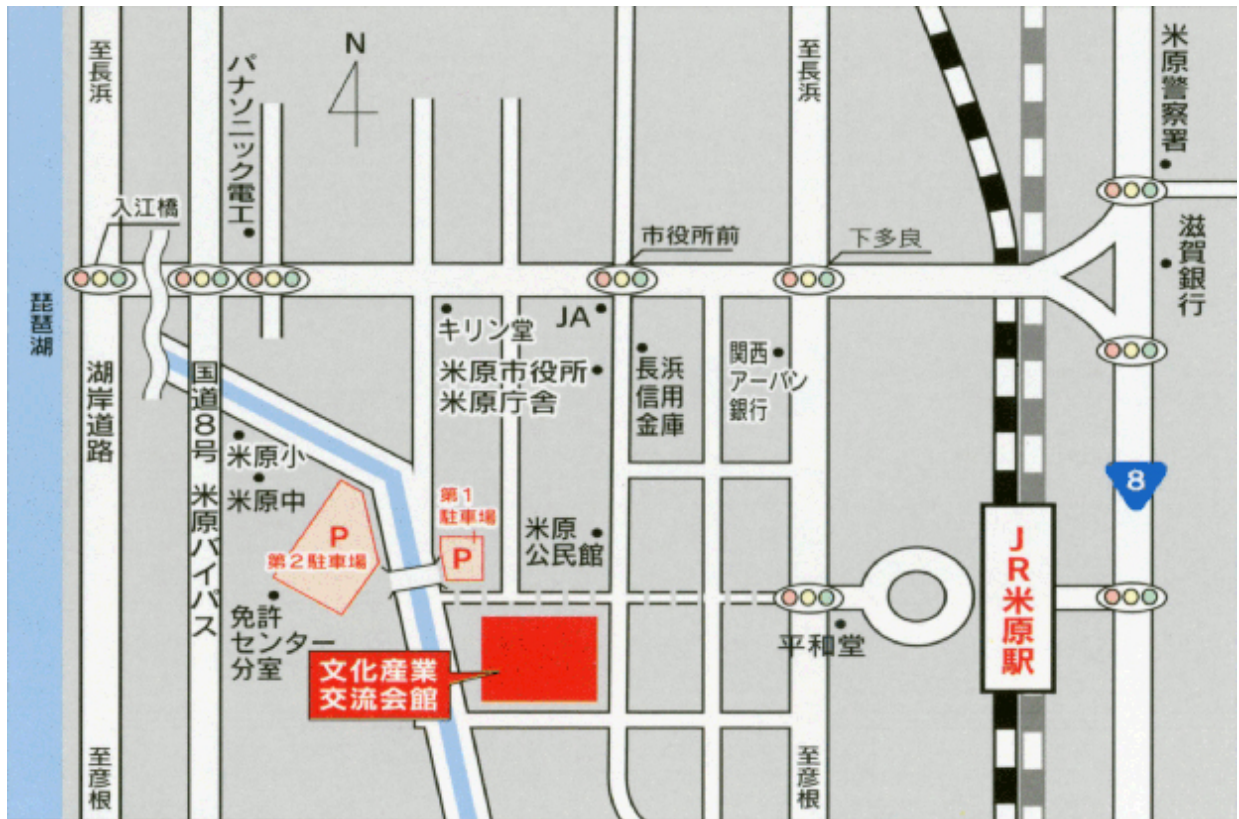 至長浜
N
パナソニック電工
至長浜
米原警察署
入江橋
市役所前
下多良
滋賀銀行
琵琶湖
キリン堂
JA
湖岸道路
国道8号 米原バイパス
米原市役所
米原庁舎
長浜
信用
金庫
関西
アーバン
銀行
米原小
米原中
8
第1
駐車場
P
P
第2駐車場
米原
公民館
JR米原駅
免許
センター
分室
平和堂
文化産業
交流会館
至彦根
至彦根